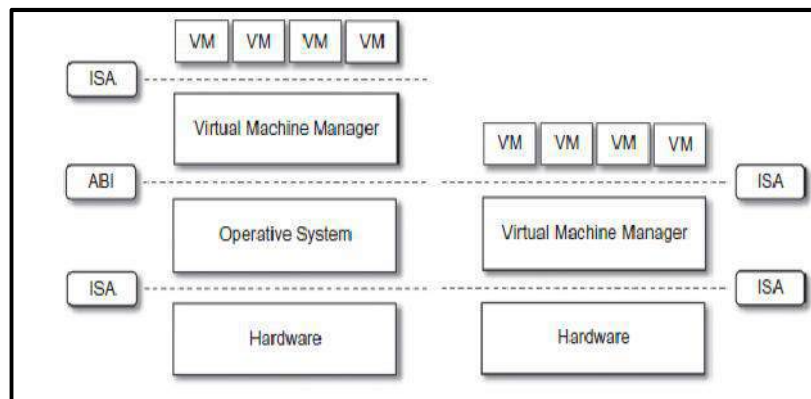 VM VM VM VM
ISA
Virtual Machine Manager
VM VM VM VM
ABI
ISA
Operative System
Virtual Machine Manager
ISA
ISA
Hardware
Hardware